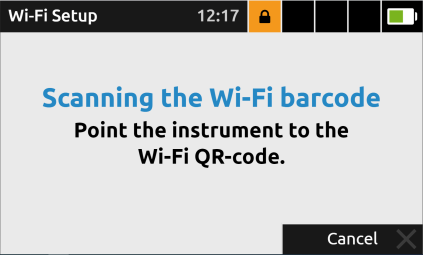 Wi-Fi Setup 12:17
Scanning the Wi-Fi barcode
Point the instrument to the
Wi-Fi QR-code.
Cancel